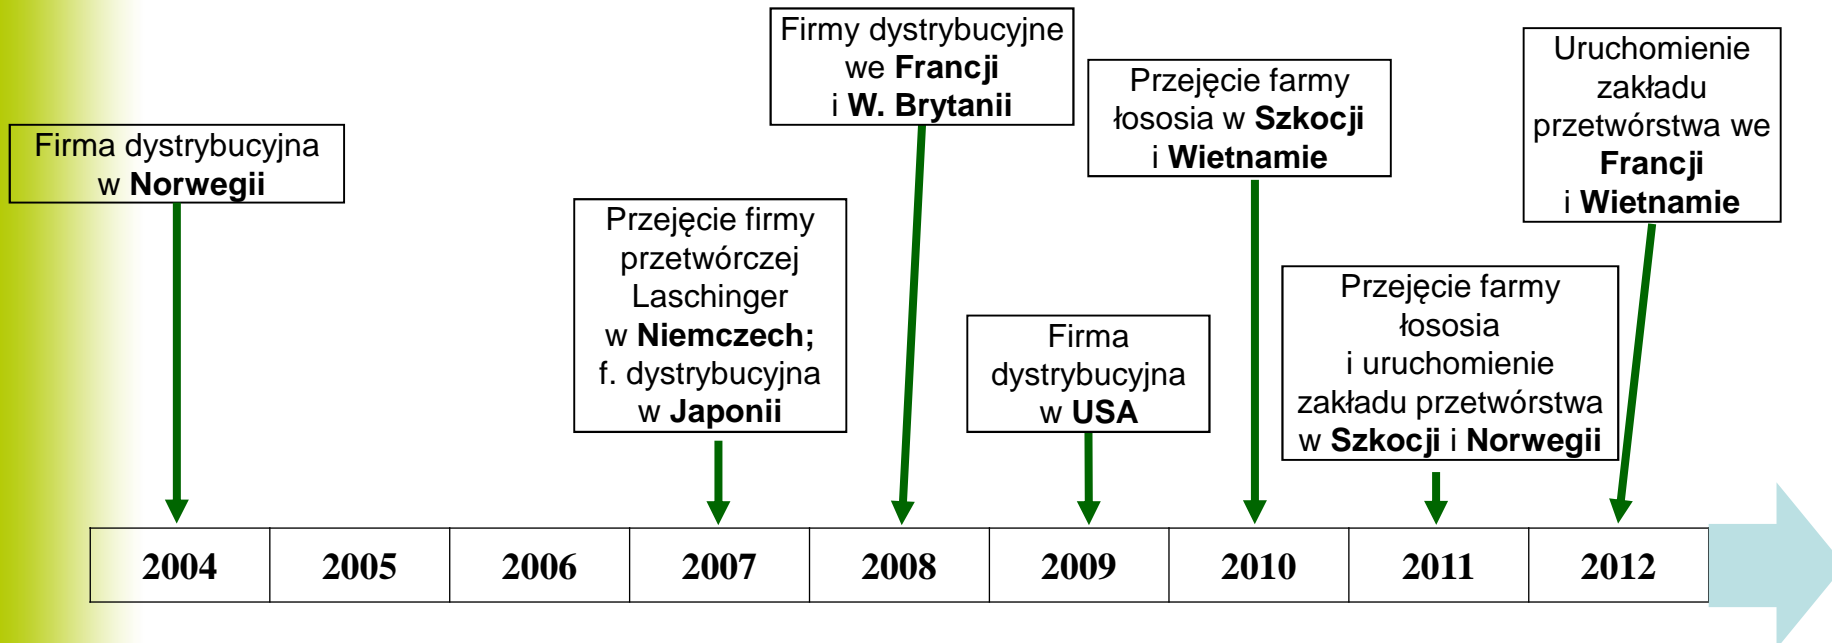 Firma dystrybucyjna
w Norwegii
Przejęcie firmy
przetwórczej
Laschinger
w Niemczech;
f. dystrybucyjna
w Japonii
Firmy dystrybucyjne
we Francji
i W. Brytanii
Firma
dystrybucyjna
w USA
Przejęcie farmy
łososia w Szkocji
i Wietnamie
Przejęcie farmy
łososia
i uruchomienie
zakładu przetwórstwa
w Szkocji i Norwegii
Uruchomienie
zakładu
przetwórstwa we
Francji
i Wietnamie
2004 2005 2006 2007 2008 2009 2010 2011 2012